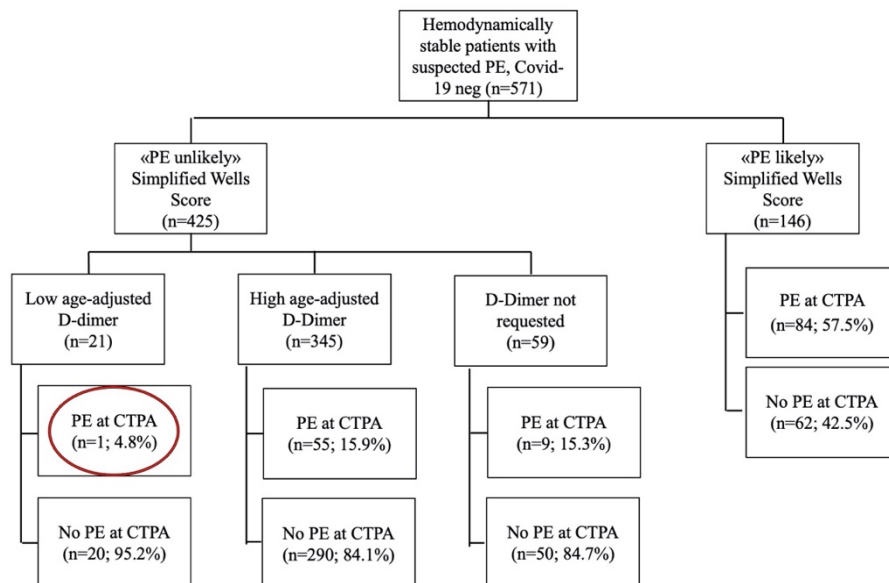 Hemodynamically
stable patients with
suspected PE, Covid-
19 neg (n=571)
«PE unlikely»
Simplified Wells
Score
(n=425)
«PE likely»
Simplified Wells
Score
(n=146)
Low age-adjusted
D-dimer
(n=21)
High age-adjusted
D-Dimer
(n=345)
D-Dimer not
requested
(n=59)
PE at CTPA
(n=84; 57.5%)
No PE at CTPA
(n=62; 42.5%)
PE at CTPA
(n=1; 4.8%)
PE at CTPA
(n=55; 15.9%)
PE at CTPA
(n=9; 15.3%)
No PE at CTPA
(n=20; 95.2%)
No PE at CTPA
(n=290; 84.1%)
No PE at CTPA
(n=50; 84.7%)